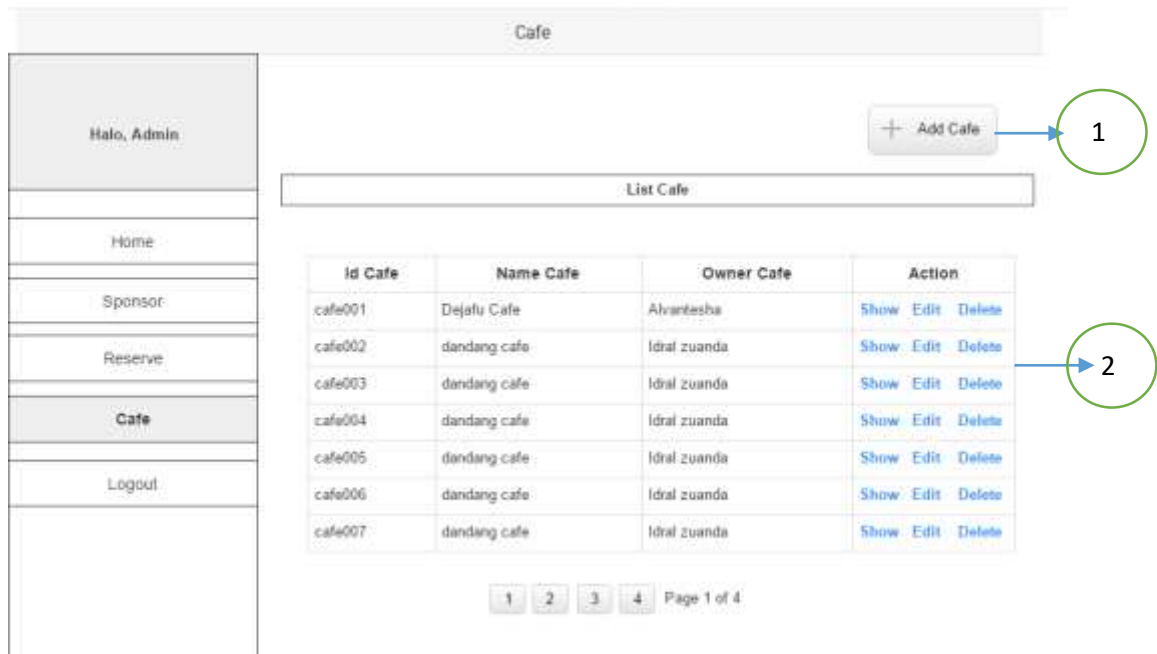 Cafe
Halo, Admin
Home
Sponsor
Reserve
Cafe
Logout
+ Add Cafe
1
List Cafe
Id Cafe Name Cafe Owner Cafe Action
cafe001 Dejafu Cafe Alvantesha Show Edit Delete
cafe002 dandang cafe Idral zuanda Show Edit Delete
cafe003 dandang cafe Idral zuanda Show Edit Delete
cafe004 dandang cafe Idral zuanda Show Edit Delete
cafe005 dandang cafe Idral zuanda Show Edit Delete
cafe006 dandang cafe Idral zuanda Show Edit Delete
cafe007 dandang cafe Idral zuanda Show Edit Delete
2
1 2 3 4 Page 1 of 4